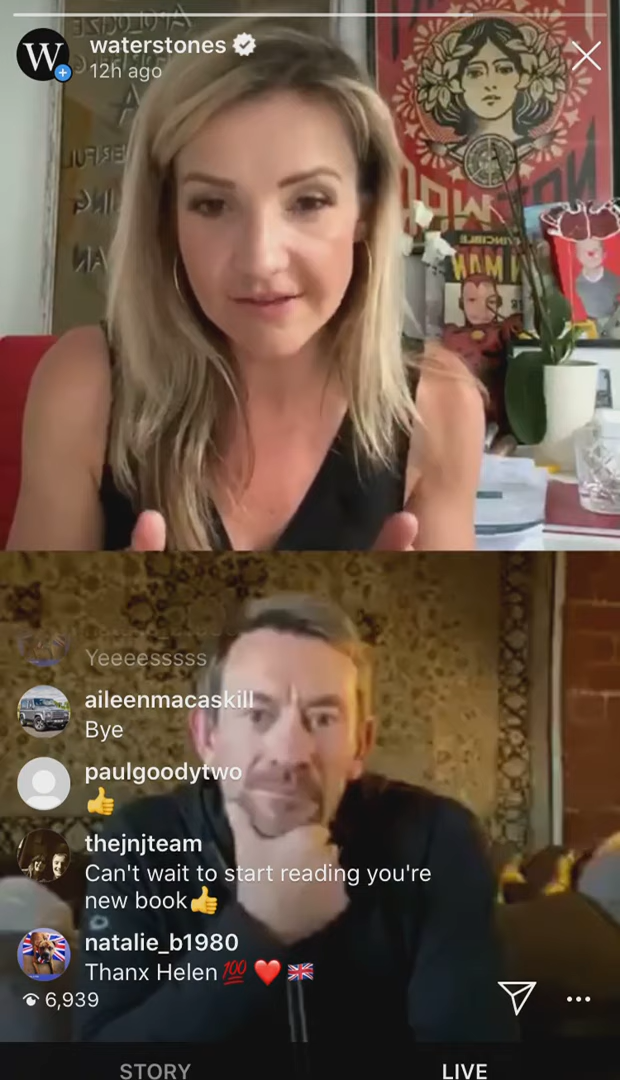 W
waterstones
12h ago
Yeeeesssss
aileenmacaskill
Bye
paulgoodytwo
👍
thejnjteam
Can't wait to start reading you're
new book👍
natalie_b1980
Thanx Helen💯 ❤️ 🇬🇧
6,939
STORY
LIVE